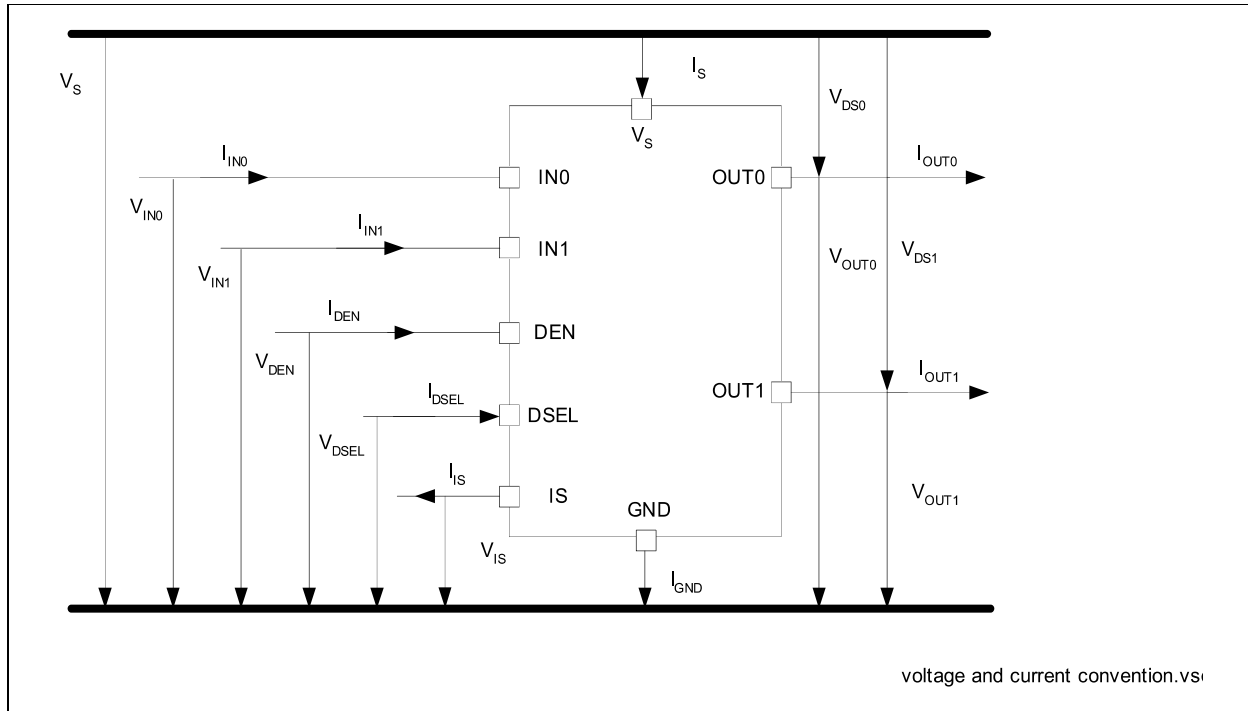 V_S
I_S
V_S
V_DS0
I_IN0
IN0
OUT0
I_OUT0
V_IN0
I_IN1
IN1
V_IN1
V_OUT0
V_DS1
I_DEN
DEN
V_DEN
I_DSEL
DSEL
OUT1
I_OUT1
V_DSEL
I_IS
IS
GND
V_OUT1
V_IS
I_GND
voltage and current convention.vs